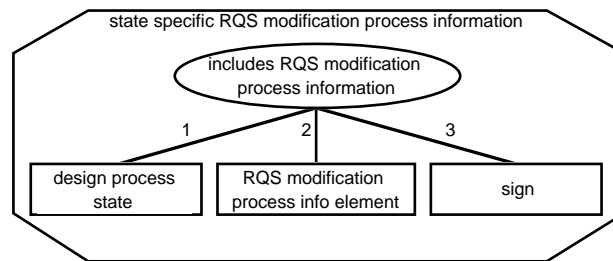 state specific RQS modification process information
includes RQS modification
process information
1
2
3
design process
state
RQS modification
process info element
sign